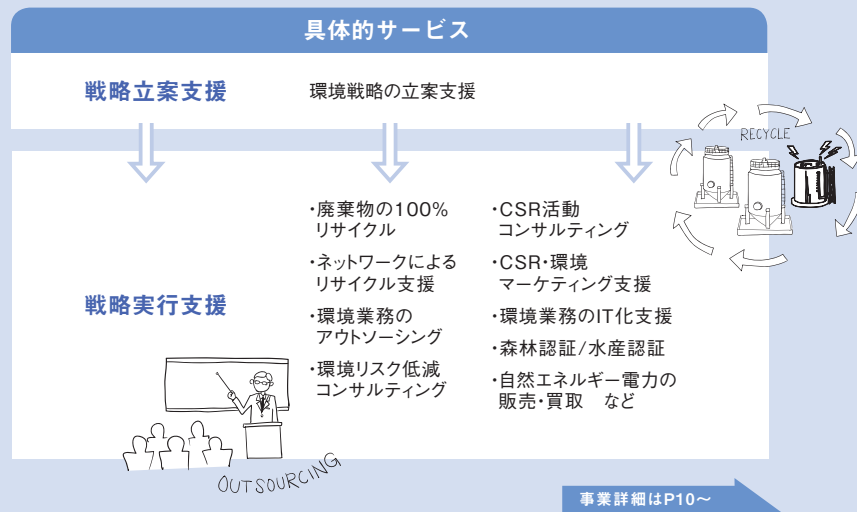 具体的サービス
戦略立案支援
環境戦略の立案支援
RECYCLE
戦略実行支援
・廃棄物の100%
リサイクル
・ネットワークによる
リサイクル支援
・環境業務の
アウトソーシング
・環境リスク低減
コンサルティング
・CSR活動
コンサルティング
・CSR・環境
マーケティング支援
・環境業務のIT化支援
・森林認証/水産認証
・自然エネルギー電力の
販売・買取　など
OUTSOURCING
事業詳細はP10～